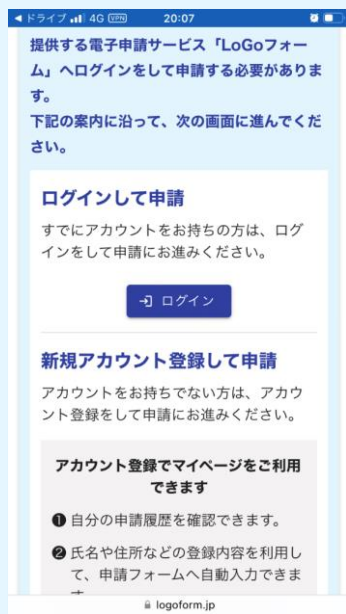 ◀ドライブ 4G VPN 20:07
提供する電子申請サービス「LoGoフォー
ム」へログインをして申請する必要がありま
す。
下記の案内に沿って、次の画面に進んでくだ
さい。
ログインして申請
すでにアカウントをお持ちの方は、ログ
インをして申請にお進みください。
ログイン
新規アカウント登録して申請
アカウントをお持ちでない方は、アカウ
ント登録をして申請にお進みください。
アカウント登録でマイページをご利用
できます
❶ 自分の申請履歴を確認できます。
❷ 氏名や住所などの登録内容を利用し
て、申請フォームへ自動入力できま
logoform.jp